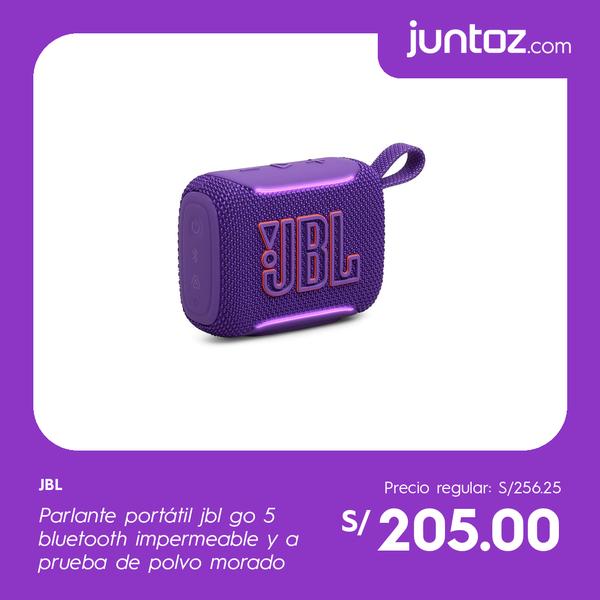 juntoz.com
JBL
JBL
Precio regular: S/256.25
Parlante portátil jbl go 5
bluetooth impermeable y a
prueba de polvo morado
S/ 205.00